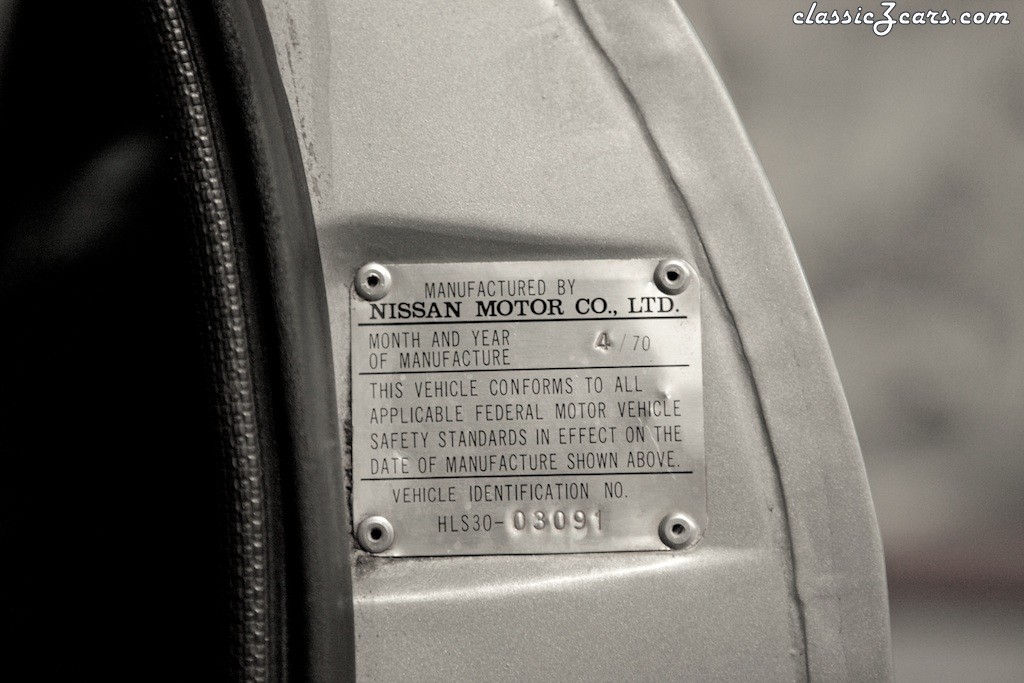 classicZcars.com
MANUFACTURED BY
NISSAN MOTOR CO., LTD.
MONTH AND YEAR
OF MANUFACTURE 4/70
THIS VEHICLE CONFORMS TO ALL
APPLICABLE FEDERAL MOTOR VEHICLE
SAFETY STANDARDS IN EFFECT ON THE
DATE OF MANUFACTURE SHOWN ABOVE.
VEHICLE IDENTIFICATION NO.
HLS30-03091